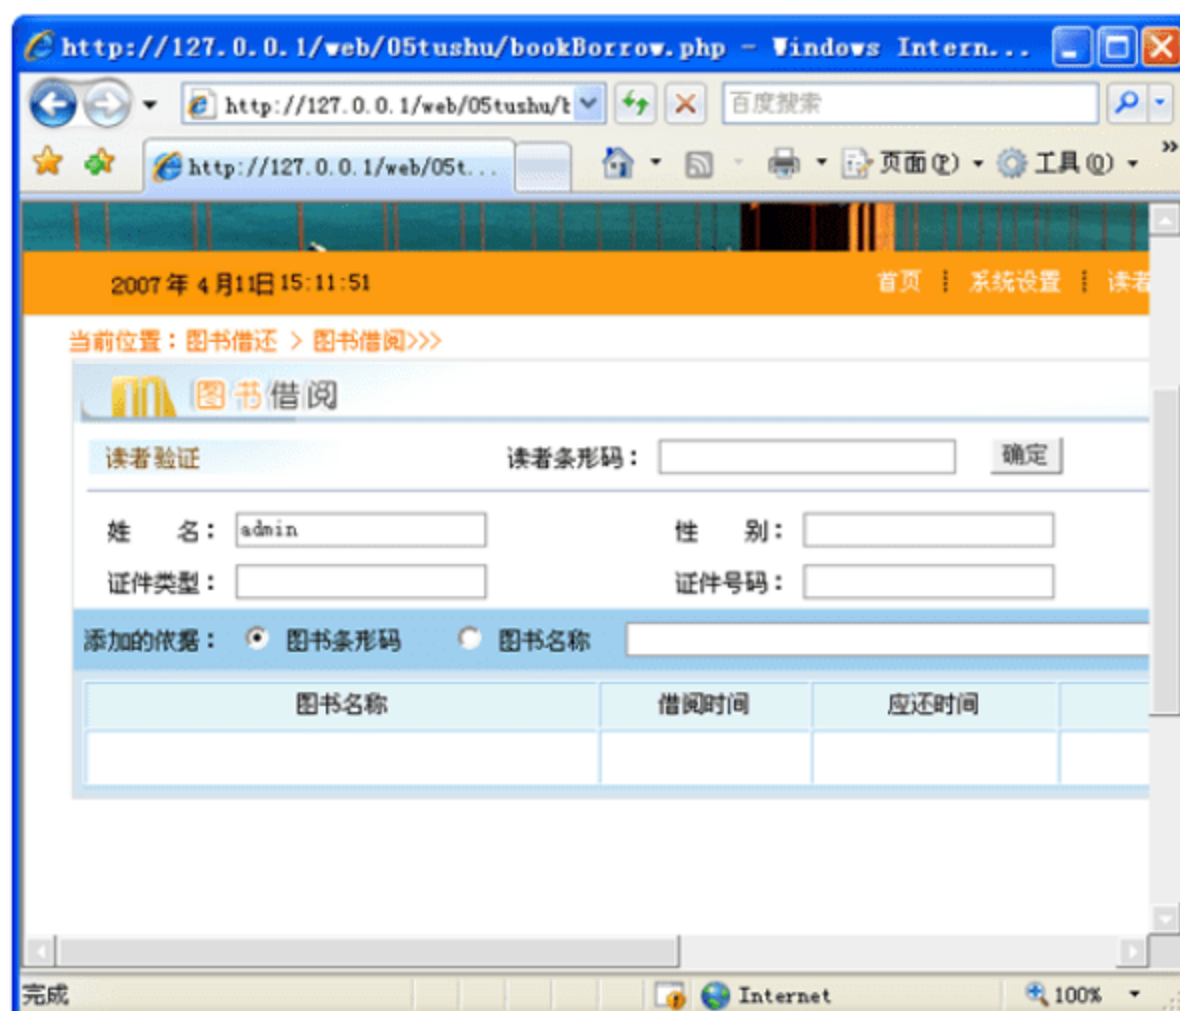 http://127.0.0.1/web/05tushu/bookBorrow.php - Windows Intern...
http://127.0.0.1/web/05tushu/b 百度搜索
http://127.0.0.1/web/05t... 页面(P) 工具(O) »
2007年4月11日15:11:51 首页 系统设置 读者
当前位置：图书借还 > 图书借阅>>>
图书借阅
读者验证 读者条形码： 确定
姓 名： admin 性 别：
证件类型： 证件号码：
添加的依据： 图书条形码 图书名称
图书名称 借阅时间 应还时间
完成 Internet 100%